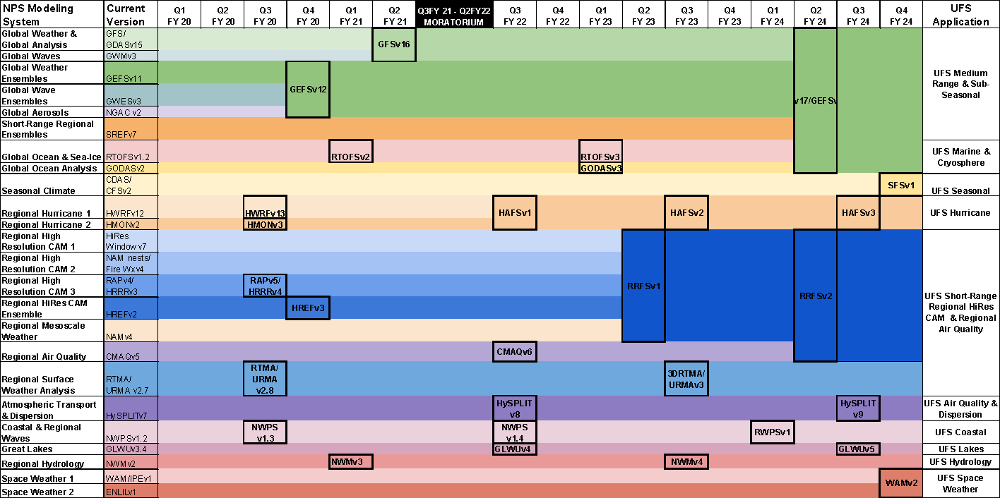 NPS Modeling System
Current Version
Q1 FY 20
Q2 FY 20
Q3 FY 20
Q4 FY 20
Q1 FY 21
Q2 FY 21
Q3FY 21 - Q2FY22 MORATORIUM
Q3 FY 22
Q4 FY 22
Q1 FY 23
Q2 FY 23
Q3 FY 23
Q4 FY 23
Q1 FY 24
Q2 FY 24
Q3 FY 24
Q4 FY 24
UFS Application
Global Weather & Global Analysis
GFS/ GDASv15
GFSv16
Global Waves
GWMv3
Global Weather Ensembles
GEFSv11
GEFSv12
v17/GEFSv
UFS Medium Range & Sub-Seasonal
Global Wave Ensembles
GWESv3
Global Aerosols
NGAC v2
Short-Range Regional Ensembles
SREFv7
Global Ocean & Sea-Ice
RTOFSv1.2
RTOFSv2
RTOFSv3
UFS Marine & Cryosphere
Global Ocean Analysis
GODASv2
GODASv3
Seasonal Climate
CDAS/ CFSv2
SFSv1
UFS Seasonal
Regional Hurricane 1
HWRFv12
HWRFv13
HAFSv1
HAFSv2
HAFSv3
UFS Hurricane
Regional Hurricane 2
HMONv2
HMONv3
Regional High Resolution CAM 1
HiRes Window v7
Regional High Resolution CAM 2
NAM nests/ Fire Wxv4
Regional High Resolution CAM 3
RAPv4/ HRRRv3
RAPv5/ HRRRv4
RRFSv1
RRFSv2
UFS Short-Range Regional HiRes CAM & Regional Air Quality
Regional HiRes CAM Ensemble
HREFv2
HREFv3
Regional Mesoscale Weather
NAMv4
Regional Air Quality
CMAQv5
CMAQv6
Regional Surface Weather Analysis
RTMA/ URMA v2.7
RTMA/ URMA v2.8
3DRTMA/ URMAv3
Atmospheric Transport & Dispersion
HySPLITv7
HySPLIT v8
HySPLIT v9
UFS Air Quality & Dispersion
Coastal & Regional Waves
NWPSv1.2
NWPS v1.3
NWPS v1.4
RWPSv1
UFS Coastal
Great Lakes
GLWUv3.4
GLWUv4
GLWUv5
UFS Lakes
Regional Hydrology
NWMv2
NWMv3
NWMv4
UFS Hydrology
Space Weather 1
WAM/IPEv1
WAMv2
UFS Space Weather
Space Weather 2
ENLILv1